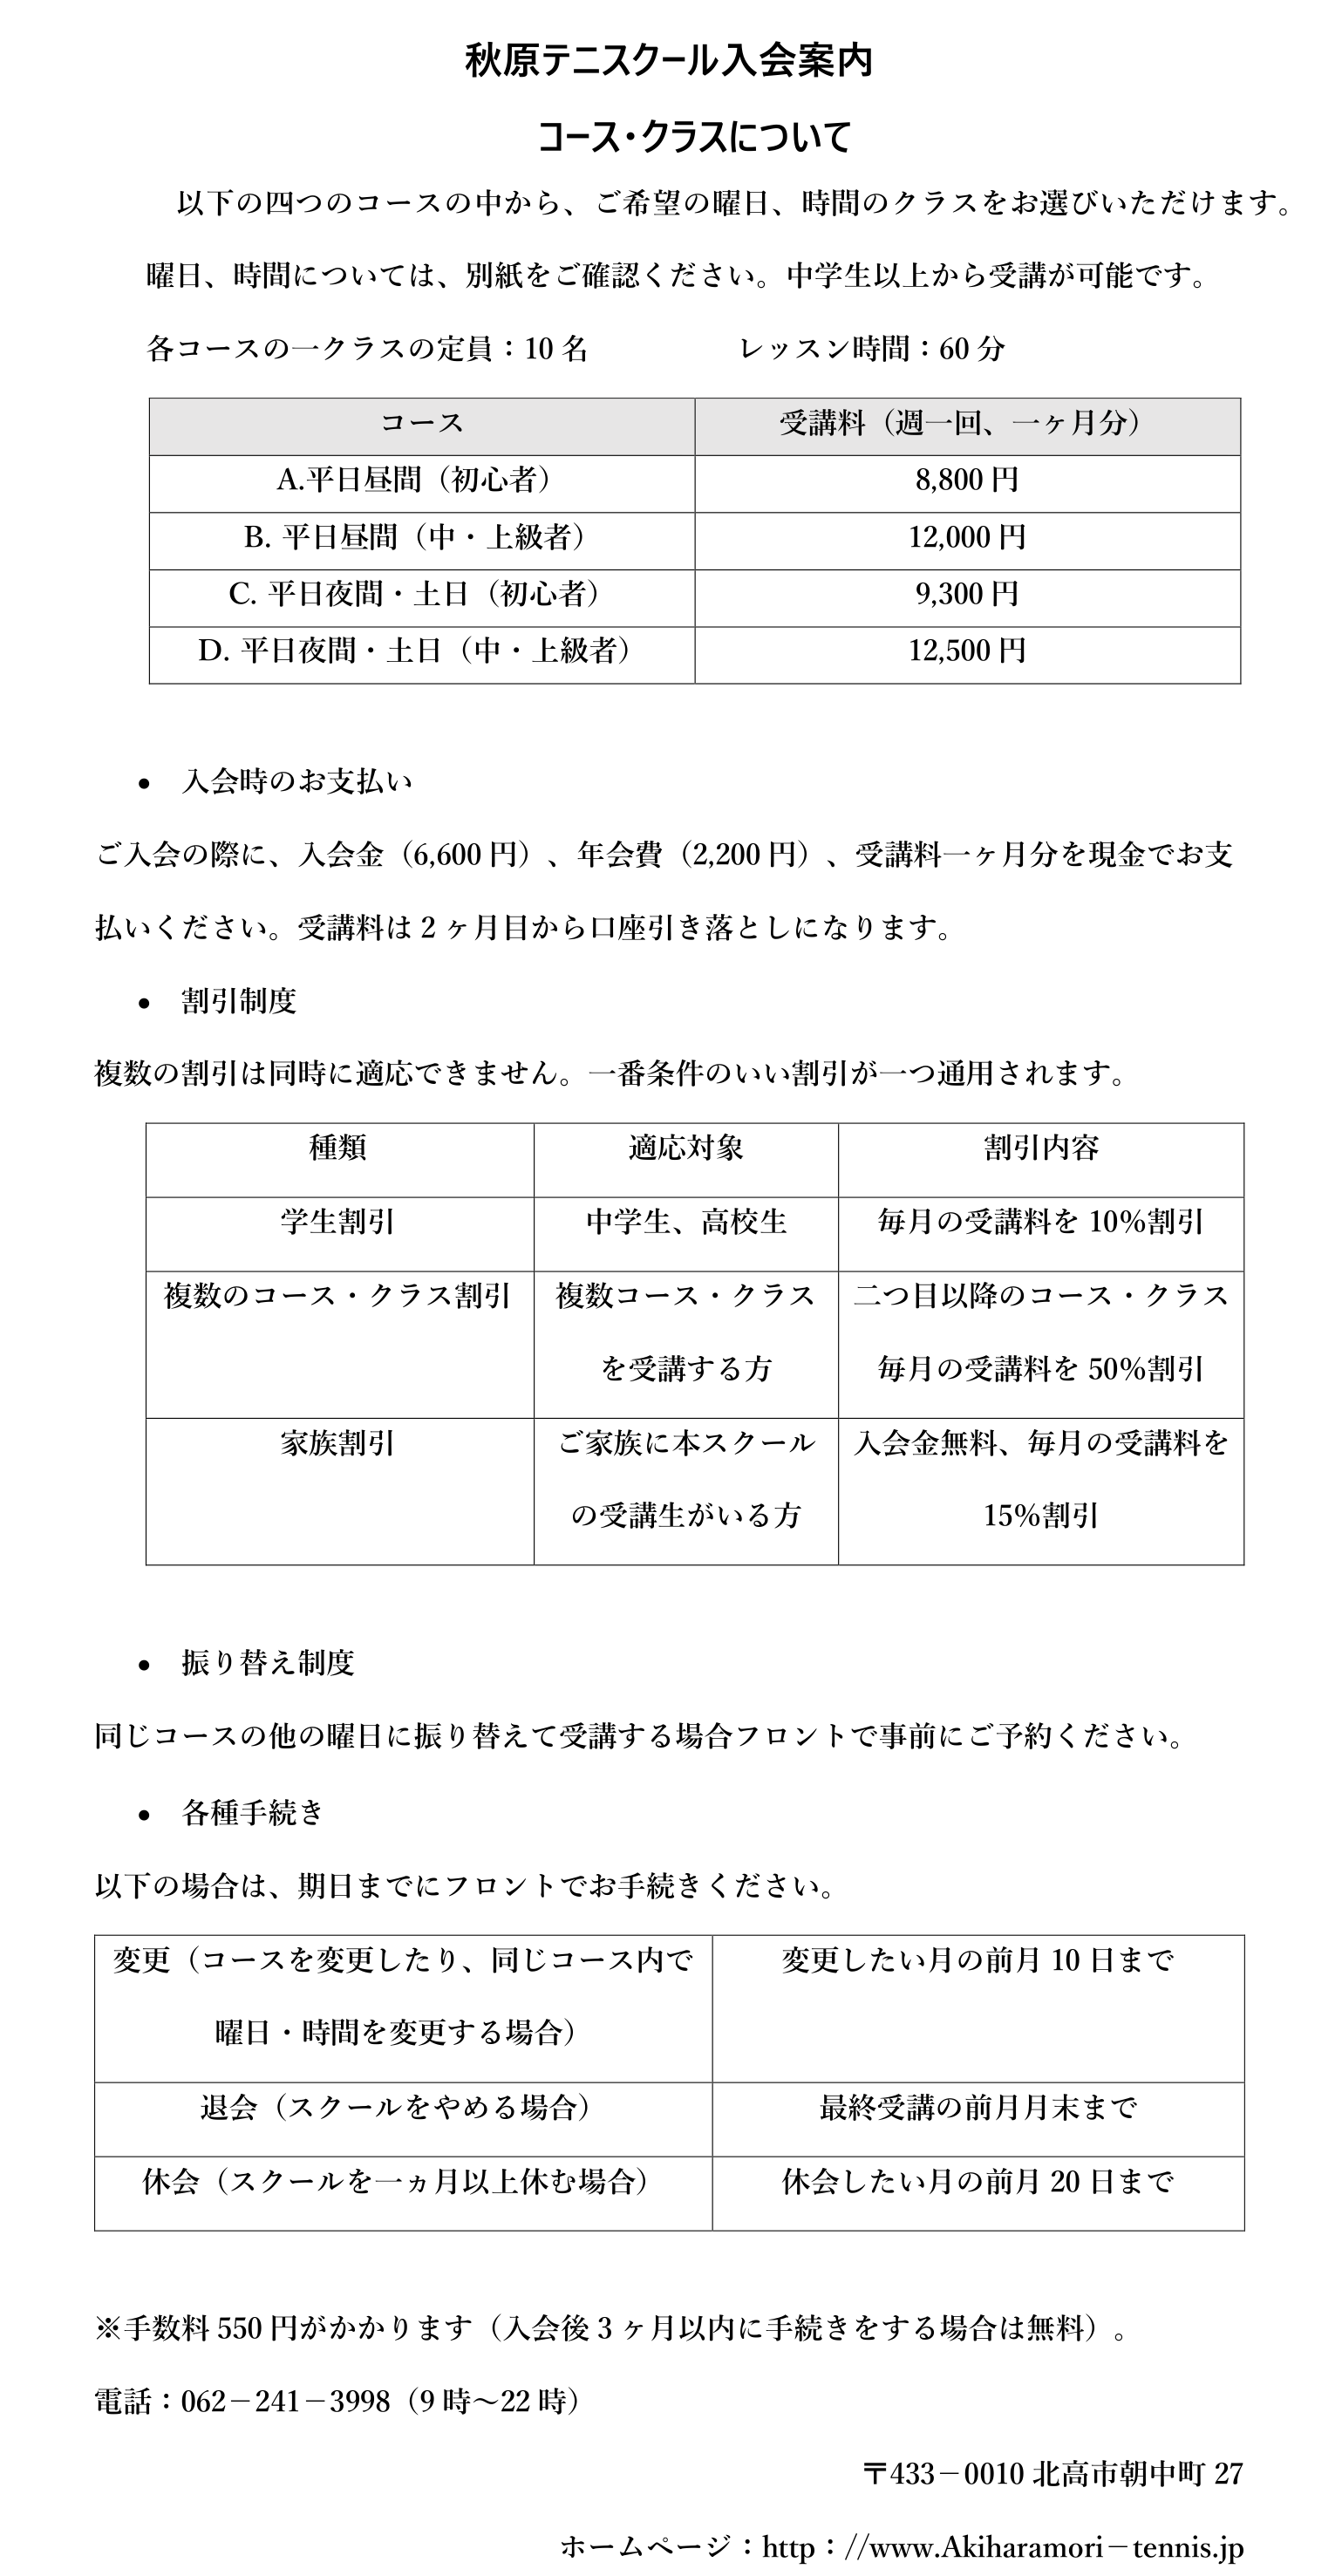 秋原テニスクール入会案内
コース・クラスについて
以下の四つのコースの中から、ご希望の曜日、時間のクラスをお選びいただけます。
曜日、時間については、別紙をご確認ください。中学生以上から受講が可能です。
各コースの一クラスの定員：10 名 レッスン時間：60 分
コース 受講料（週一回、一ヶ月分）
A.平日昼間（初心者） 8,800 円
B. 平日昼間（中・上級者） 12,000 円
C. 平日夜間・土日（初心者） 9,300 円
D. 平日夜間・土日（中・上級者） 12,500 円
• 入会時のお支払い
ご入会の際に、入会金（6,600 円）、年会費（2,200 円）、受講料一ヶ月分を現金でお支
払いください。受講料は 2 ヶ月目から口座引き落としになります。
• 割引制度
複数の割引は同時に適応できません。一番条件のいい割引が一つ通用されます。
種類 適応対象 割引内容
学生割引 中学生、高校生 毎月の受講料を 10%割引
複数のコース・クラス割引 複数コース・クラス 二つ目以降のコース・クラス
を受講する方 毎月の受講料を 50%割引
家族割引 ご家族に本スクール 入会金無料、毎月の受講料を
の受講生がいる方 15%割引
• 振り替え制度
同じコースの他の曜日に振り替えて受講する場合フロントで事前にご予約ください。
• 各種手続き
以下の場合は、期日までにフロントでお手続きください。
変更（コースを変更したり、同じコース内で 変更したい月の前月 10 日まで
曜日・時間を変更する場合）
退会（スクールをやめる場合） 最終受講の前月月末まで
休会（スクールを一ヵ月以上休む場合） 休会したい月の前月 20 日まで
※手数料 550 円がかかります（入会後 3 ヶ月以内に手続きをする場合は無料）。
電話：062－241－3998（9 時〜22 時）
〒433－0010 北高市朝中町 27
ホームページ：http：//www.Akiharamori－tennis.jp